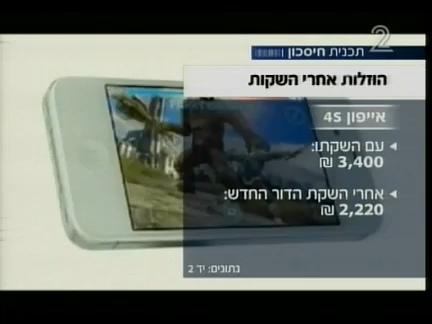 תכנית חיסכון
2
הוזלות אחרי השקות
אייפון 4S
עם השקתו:
3,400 ₪
אחרי השקת הדור החדש:
2,220 ₪
נתונים: יד 2